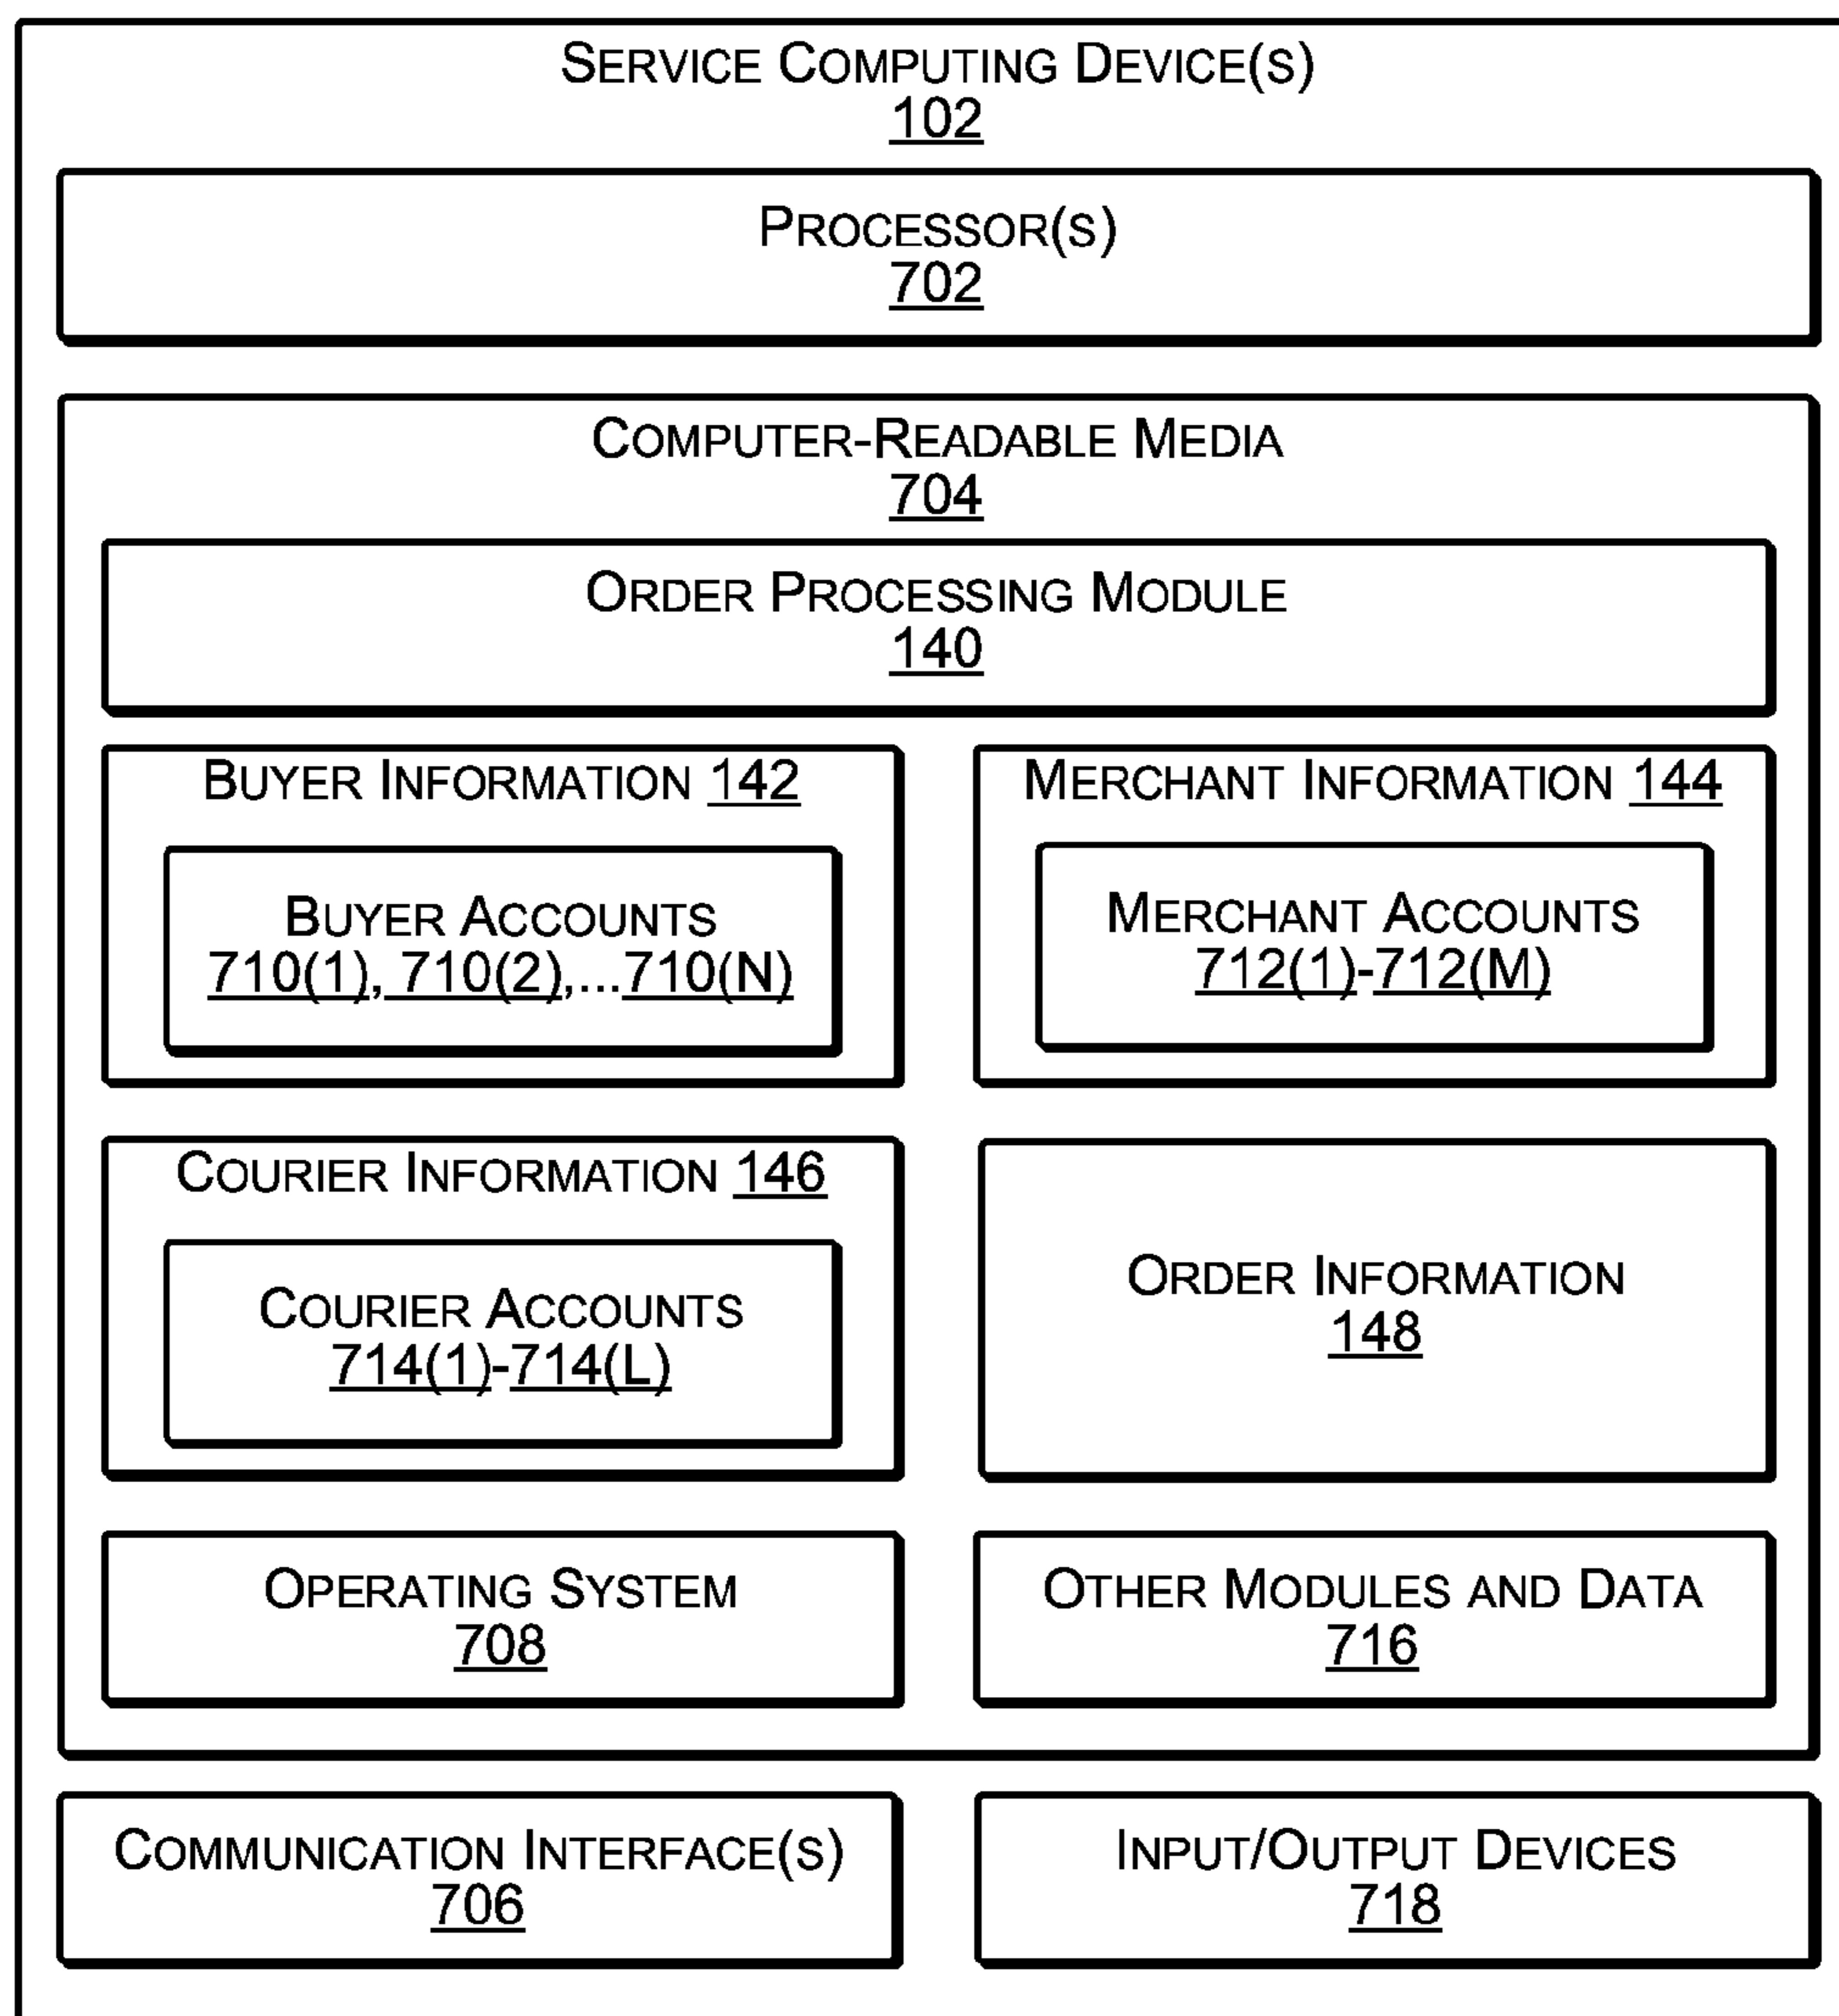 SERVICE COMPUTING DEVICE(S)
102
PROCESSOR(S)
702
COMPUTER-READABLE MEDIA
704
ORDER PROCESSING MODULE
140
BUYER INFORMATION 142
BUYER ACCOUNTS
710(1), 710(2),...710(N)
MERCHANT INFORMATION 144
MERCHANT ACCOUNTS
712(1)-712(M)
COURIER INFORMATION 146
COURIER ACCOUNTS
714(1)-714(L)
ORDER INFORMATION
148
OPERATING SYSTEM
708
OTHER MODULES AND DATA
716
COMMUNICATION INTERFACE(S)
706
INPUT/OUTPUT DEVICES
718